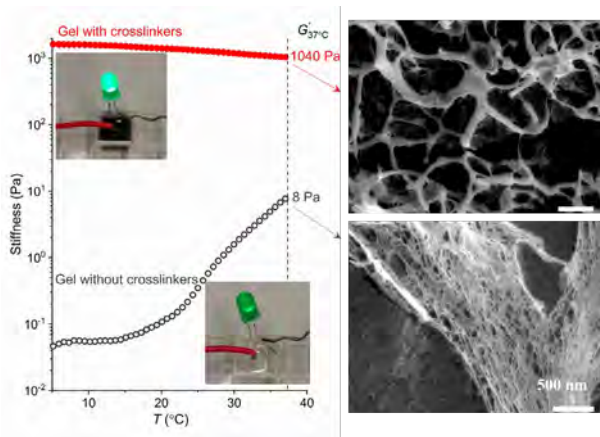 Gel with crosslinkers
G'37°C
1040 Pa
8 Pa
Gel without crosslinkers
Stiffness (Pa)
10³
10²
10¹
10⁰
10⁻¹
10⁻²
10
20
30
40
T (°C)
500 nm